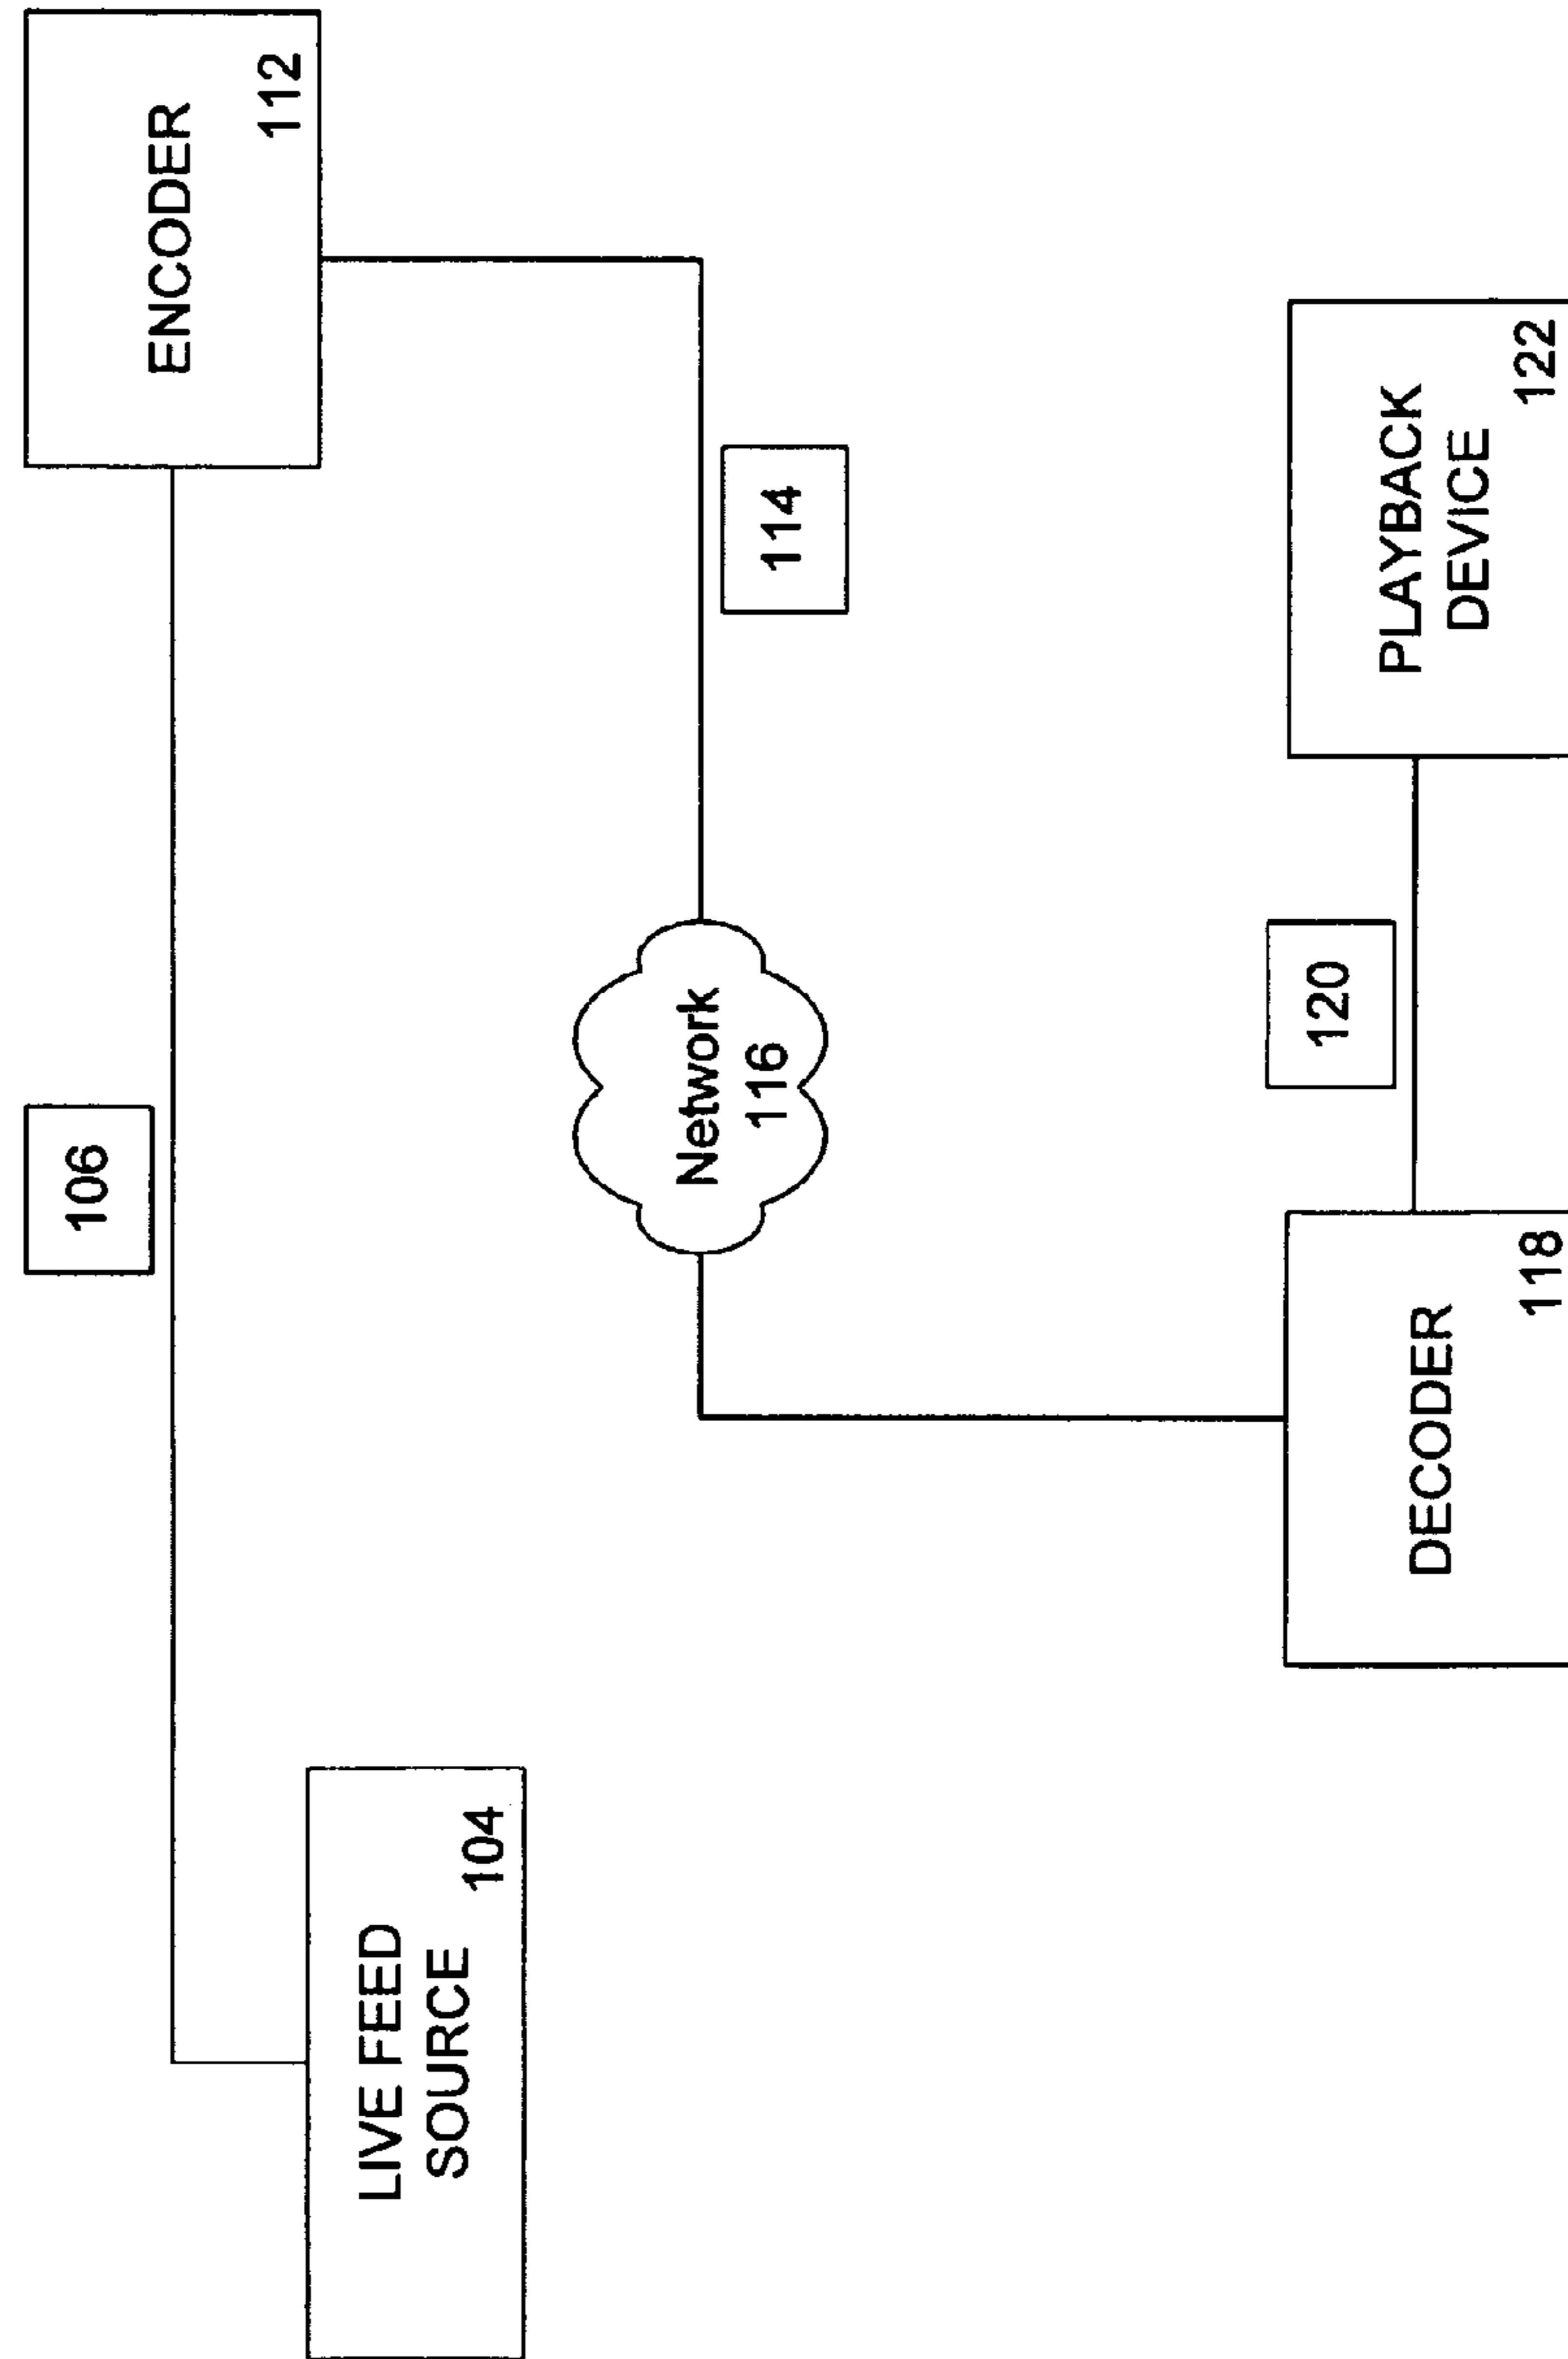 106
ENCODER
112
LIVE FEED
SOURCE
104
Network
116
114
120
DECODER
118
PLAYBACK
DEVICE
122